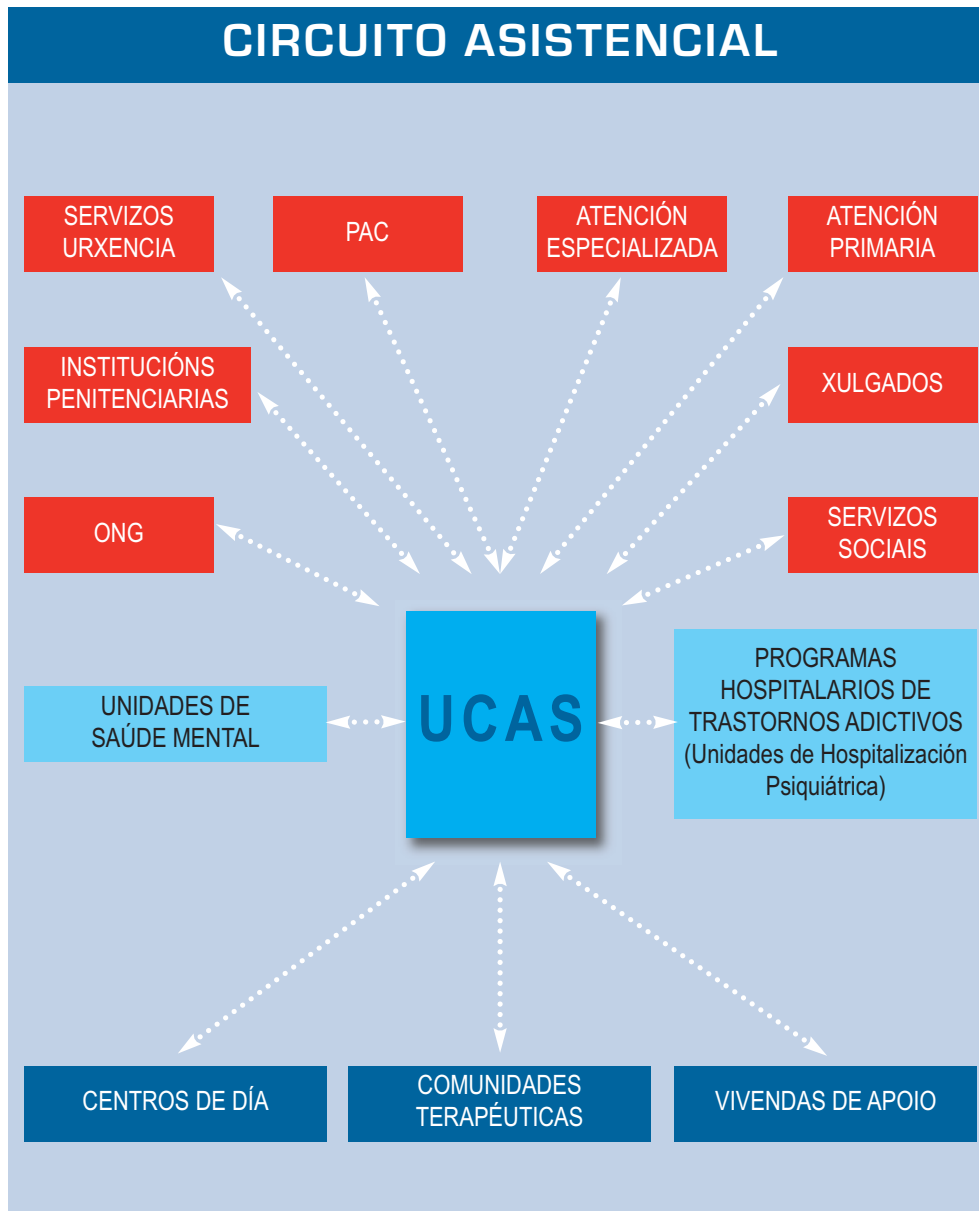 CIRCUITO ASISTENCIAL
SERVIZOS
URXENCIA
PAC
ATENCIÓN
ESPECIALIZADA
ATENCIÓN
PRIMARIA
INSTITUCIÓNS
PENITENCIARIAS
XULGADOS
ONG
SERVIZOS
SOCIAIS
UNIDADES DE
SAÚDE MENTAL
UCAS
PROGRAMAS
HOSPITALARIOS DE
TRASTORNOS ADICTIVOS
(Unidades de Hospitalización
Psiquiátrica)
CENTROS DE DÍA
COMUNIDADES
TERAPÉUTICAS
VIVENDAS DE APOIO